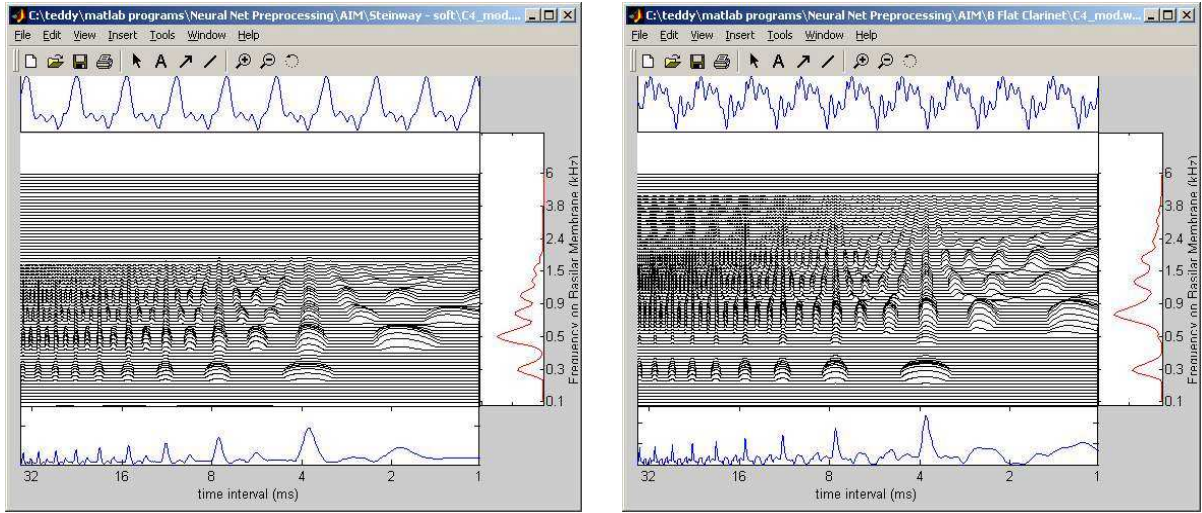 C:\teddy\matlab programs\Neural Net Preprocessing\AIM\Steinway - soft\C4_mod....
File Edit View Insert Tools Window Help
6
3.8
2.4
1.5
0.9
0.5
0.3
0.1
Frequency on Basilar Membrane (kHz)
32 16 8 4 2 1
time interval (ms)
C:\teddy\matlab programs\Neural Net Preprocessing\AIM\B Flat Clarinet\C4_mod.w...
File Edit View Insert Tools Window Help
6
3.8
2.4
1.5
0.9
0.5
0.3
0.1
Frequency on Basilar Membrane (kHz)
32 16 8 4 2 1
time interval (ms)